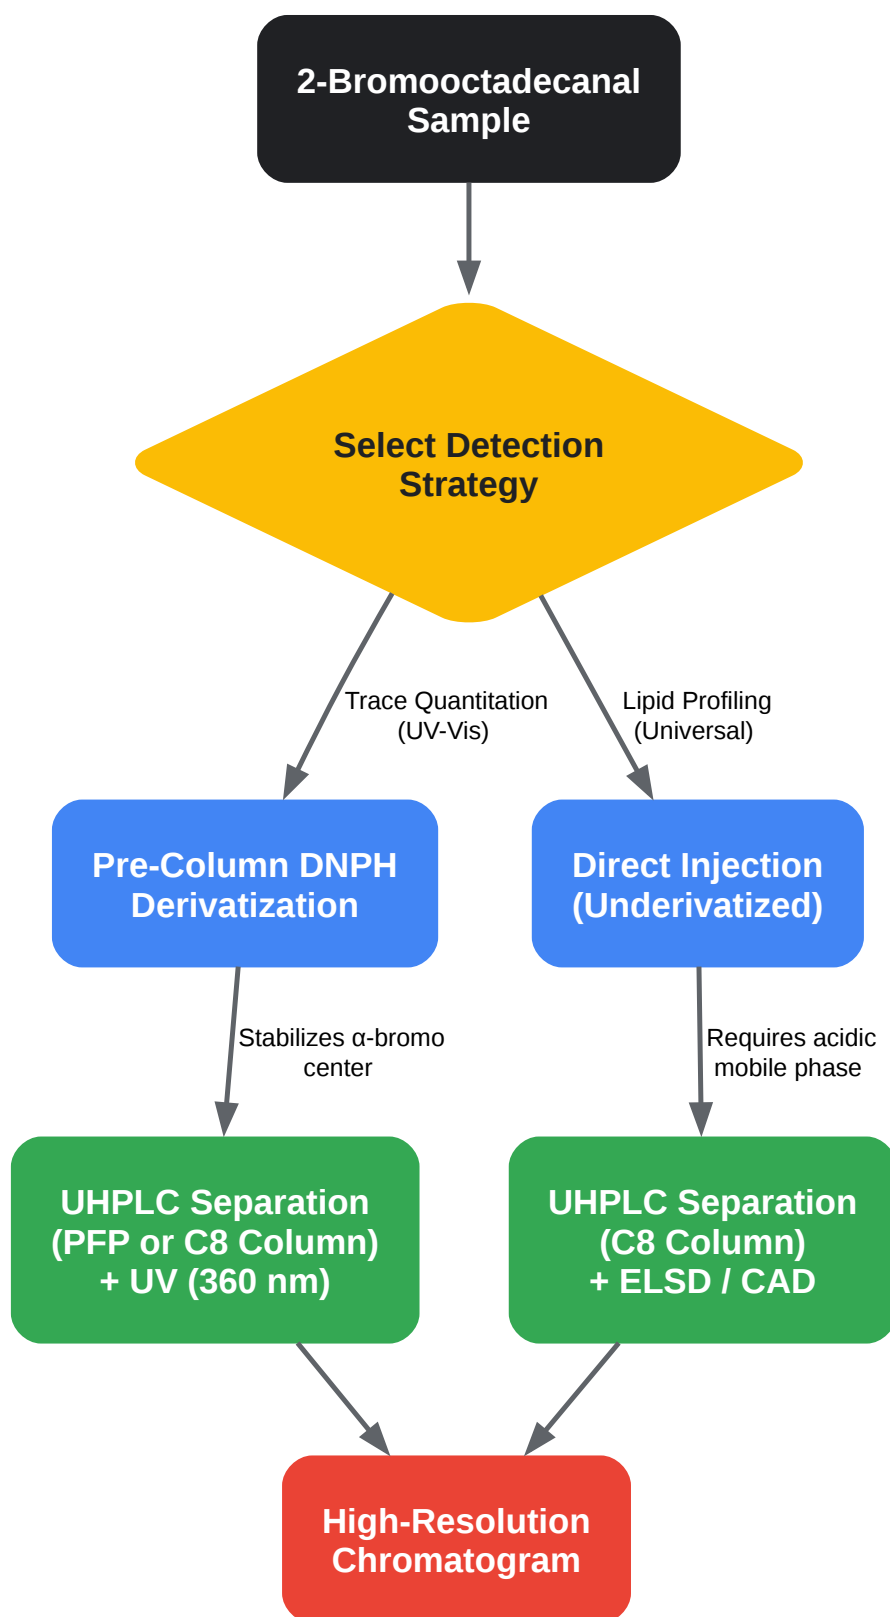 2-Bromooctadecanal
Sample
Select Detection
Strategy
Trace Quantitation
(UV-Vis)
Lipid Profiling
(Universal)
Pre-Column DNPH
Derivatization
Direct Injection
(Underivatized)
Stabilizes α-bromo
center
Requires acidic
mobile phase
UHPLC Separation
(PFP or C8 Column)
+ UV (360 nm)
UHPLC Separation
(C8 Column)
+ ELSD / CAD
High-Resolution
Chromatogram